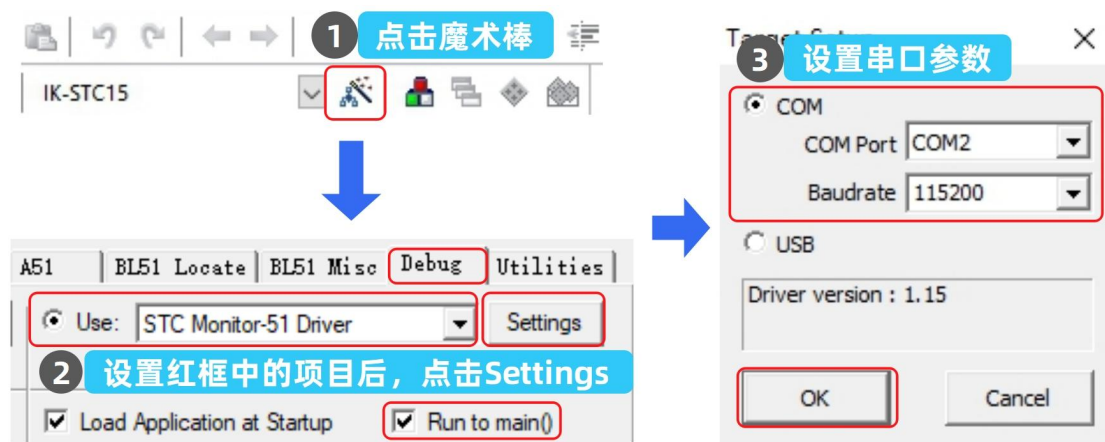 1 点击魔术棒
IK-STC15
A51 BL51 Locate BL51 Misc Debug Utilities
Use: STC Monitor-51 Driver Settings
2 设置红框中的项目后，点击Settings
Load Application at Startup Run to main()
3 设置串口参数
COM
COM Port COM2
Baudrate 115200
USB
Driver version : 1.15
OK Cancel